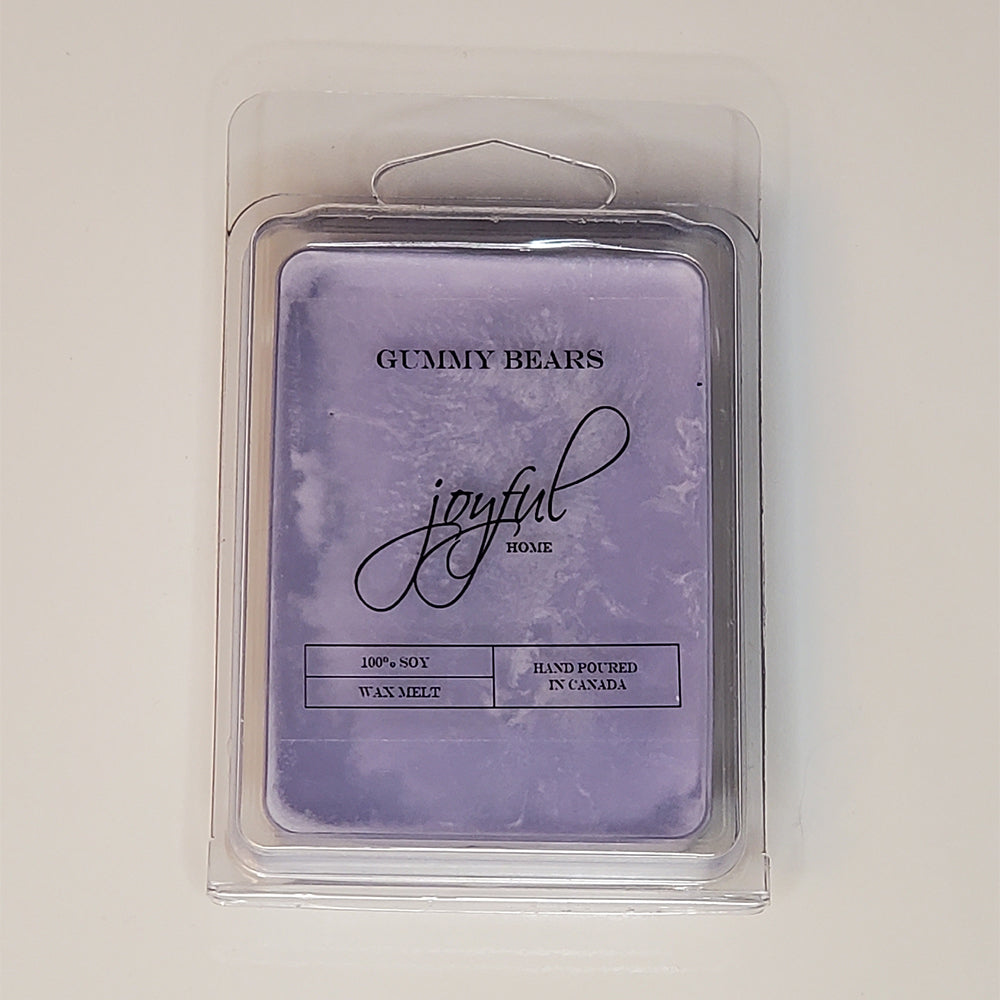 GUMMY BEARS
joyful
HOME
100% SOY
WAX MELT
HAND POURED
IN CANADA